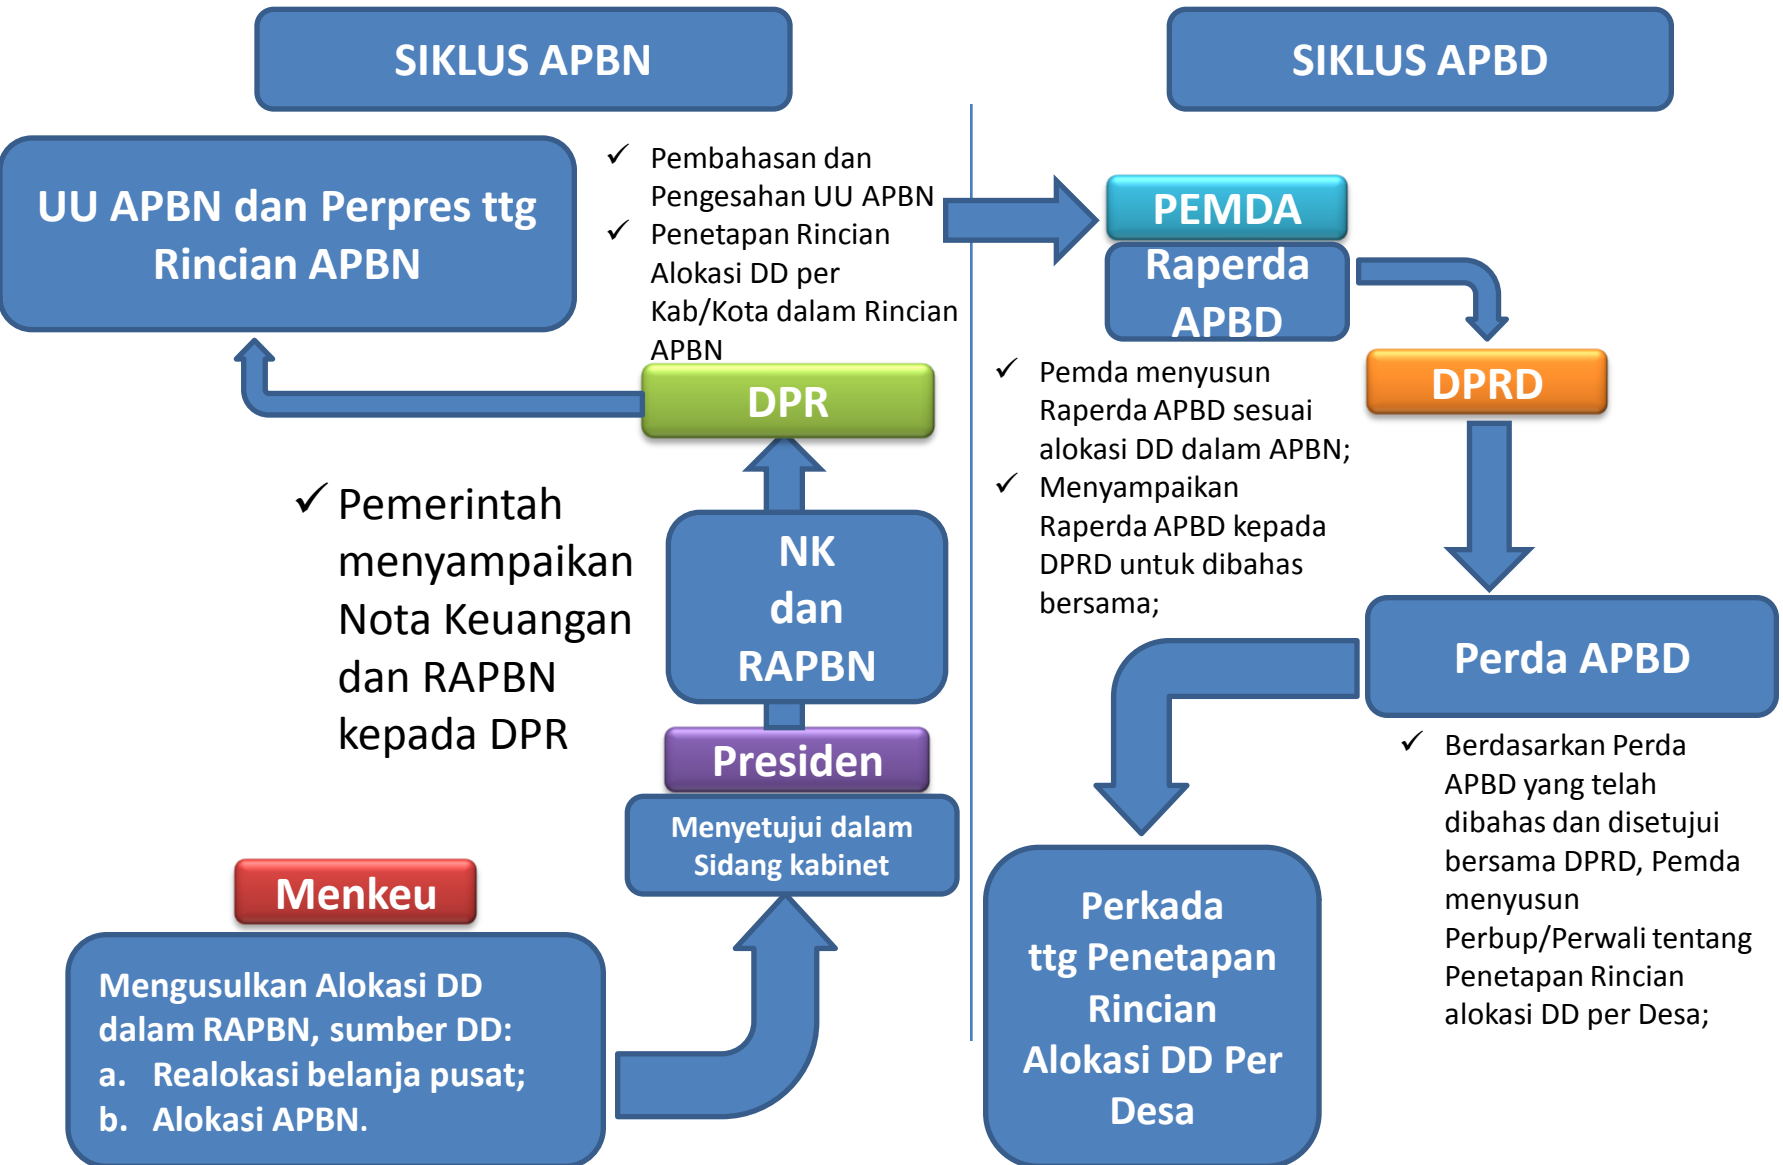 SIKLUS APBN
UU APBN dan Perpres ttg
Rincian APBN
✓ Pembahasan dan
Pengesahan UU APBN
✓ Penetapan Rincian
Alokasi DD per
Kab/Kota dalam Rincian
APBN
DPR
✓ Pemerintah
menyampaikan
Nota Keuangan
dan RAPBN
kepada DPR
NK
dan
RAPBN
Presiden
Menyetujui dalam
Sidang kabinet
Menkeu
Mengusulkan Alokasi DD
dalam RAPBN, sumber DD:
a. Realokasi belanja pusat;
b. Alokasi APBN.
SIKLUS APBD
PEMDA
Raperda
APBD
✓ Pemda menyusun
Raperda APBD sesuai
alokasi DD dalam APBN;
✓ Menyampaikan
Raperda APBD kepada
DPRD untuk dibahas
bersama;
DPRD
Perda APBD
✓ Berdasarkan Perda
APBD yang telah
dibahas dan disetujui
bersama DPRD, Pemda
menyusun
Perbup/Perwali tentang
Penetapan Rincian
alokasi DD per Desa;
Perkada
ttg Penetapan
Rincian
Alokasi DD Per
Desa